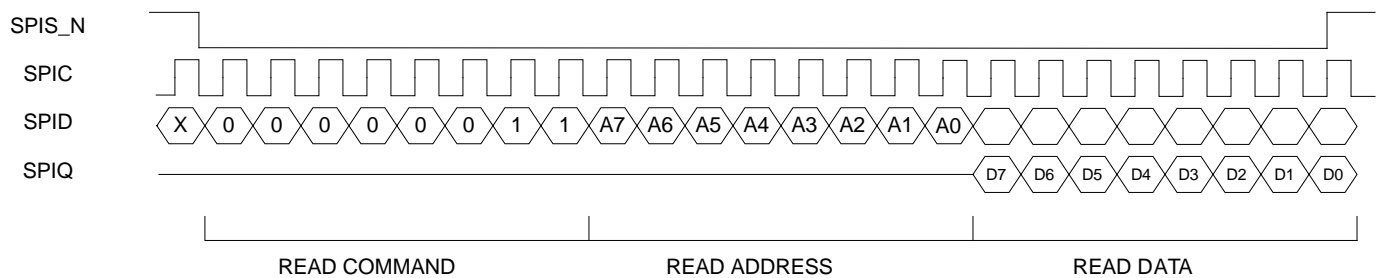 SPIS_N
SPIC
SPID X 0 0 0 0 0 0 1 1 A7 A6 A5 A4 A3 A2 A1 A0
SPIQ D7 D6 D5 D4 D3 D2 D1 D0
READ COMMAND READ ADDRESS READ DATA